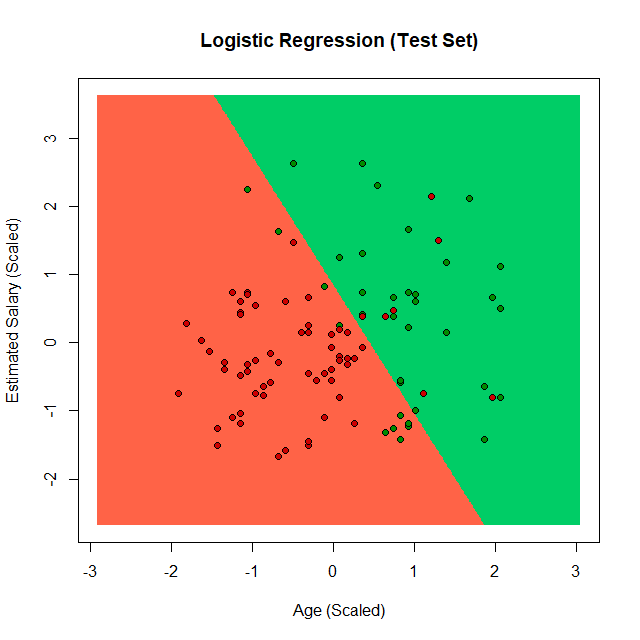 Logistic Regression (Test Set)
Estimated Salary (Scaled)
3
2
1
0
-1
-2
-3 -2 -1 0 1 2 3
Age (Scaled)